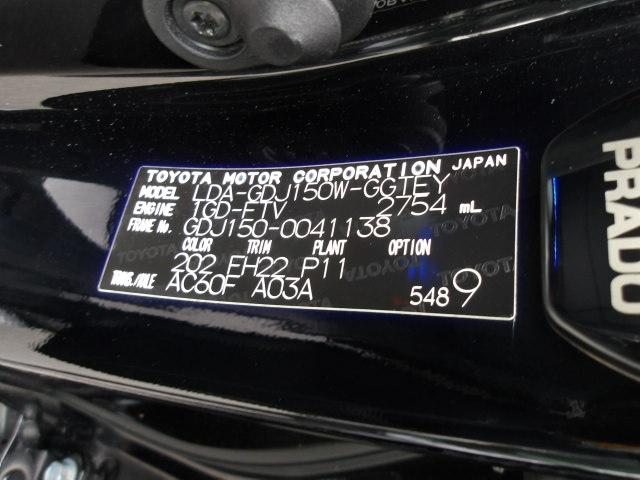 TOYOTA MOTOR CORPORATION JAPAN
MODEL LDA-GDJ150W-GGTEY
ENGINE 1GD-FTV 2754 mL
FRAME No. GDJ150-0041138
COLOR TRIM PLANT OPTION
202 EH22 P11
TRANS./AXLE AC60F A03A
5489
PRADO